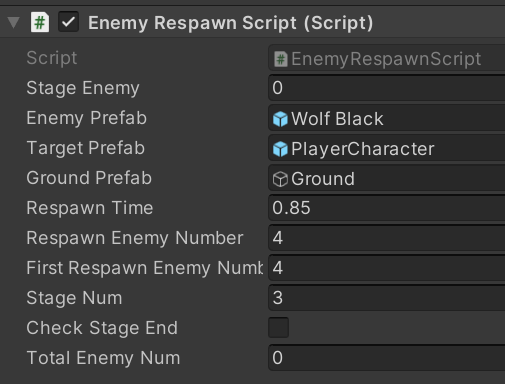 # Enemy Respawn Script (Script)
Script #EnemyRespawnScript
Stage Enemy 0
Enemy Prefab Wolf Black
Target Prefab PlayerCharacter
Ground Prefab Ground
Respawn Time 0.85
Respawn Enemy Number 4
First Respawn Enemy Numb 4
Stage Num 3
Check Stage End
Total Enemy Num 0